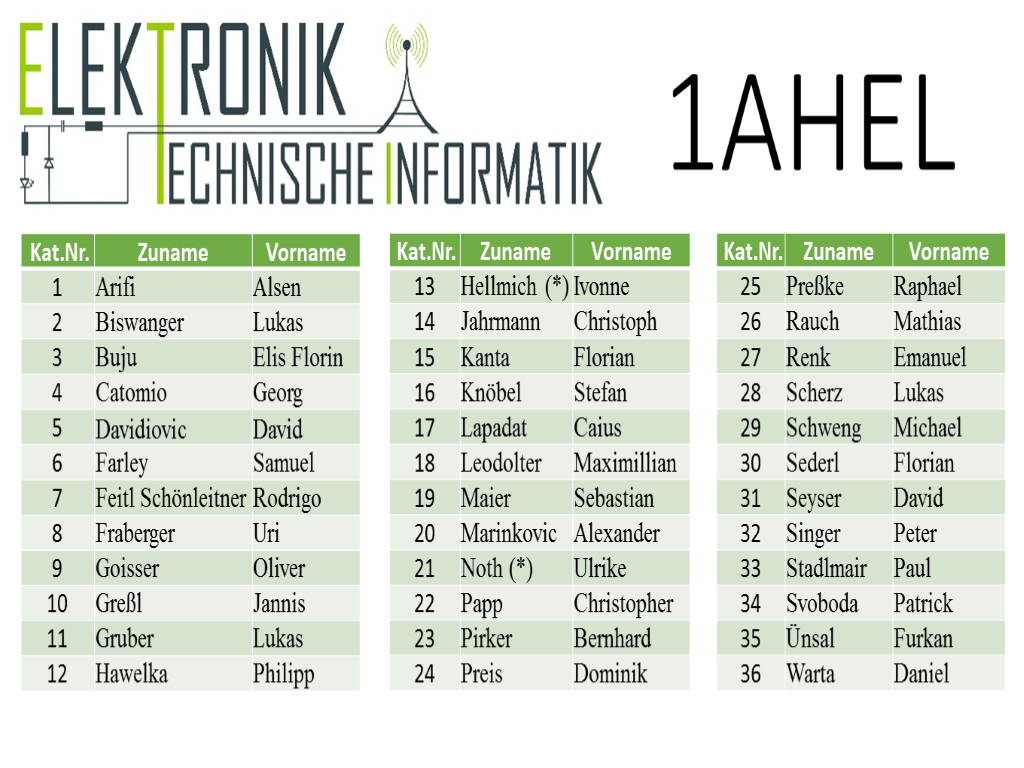 ELEKTRONIK
TECHNISCHE INFORMATIK
1AHEL
Kat.Nr. Zuname Vorname
1 Arifi Alsen
2 Biswanger Lukas
3 Buju Elis Florin
4 Catomio Georg
5 Davidiovic David
6 Farley Samuel
7 Feitl Schönleitner Rodrigo
8 Fraberger Uri
9 Goisser Oliver
10 Greßl Jannis
11 Gruber Lukas
12 Hawelka Philipp
Kat.Nr. Zuname Vorname
13 Hellmich (*) Ivonne
14 Jahrmann Christoph
15 Kanta Florian
16 Knöbel Stefan
17 Lapadat Caius
18 Leodolter Maximillian
19 Maier Sebastian
20 Marinkovic Alexander
21 Noth (*) Ulrike
22 Papp Christopher
23 Pirker Bernhard
24 Preis Dominik
Kat.Nr. Zuname Vorname
25 Preßke Raphael
26 Rauch Mathias
27 Renk Emanuel
28 Scherz Lukas
29 Schweng Michael
30 Sederl Florian
31 Seyser David
32 Singer Peter
33 Stadlmair Paul
34 Svoboda Patrick
35 Ünsal Furkan
36 Warta Daniel